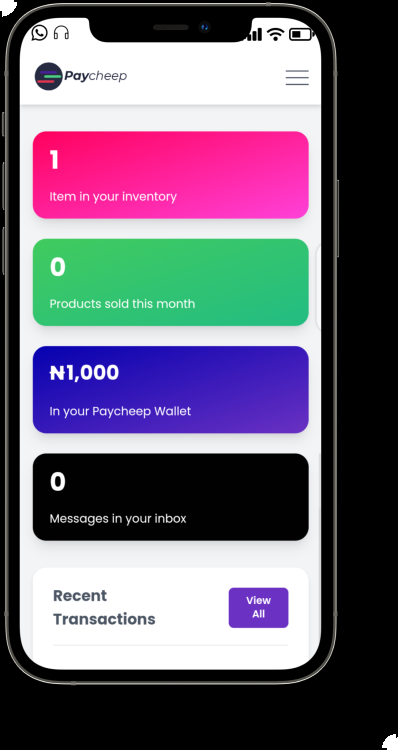 Paycheep
1
Item in your inventory
0
Products sold this month
₦1,000
In your Paycheep Wallet
0
Messages in your inbox
Recent
Transactions
View
All